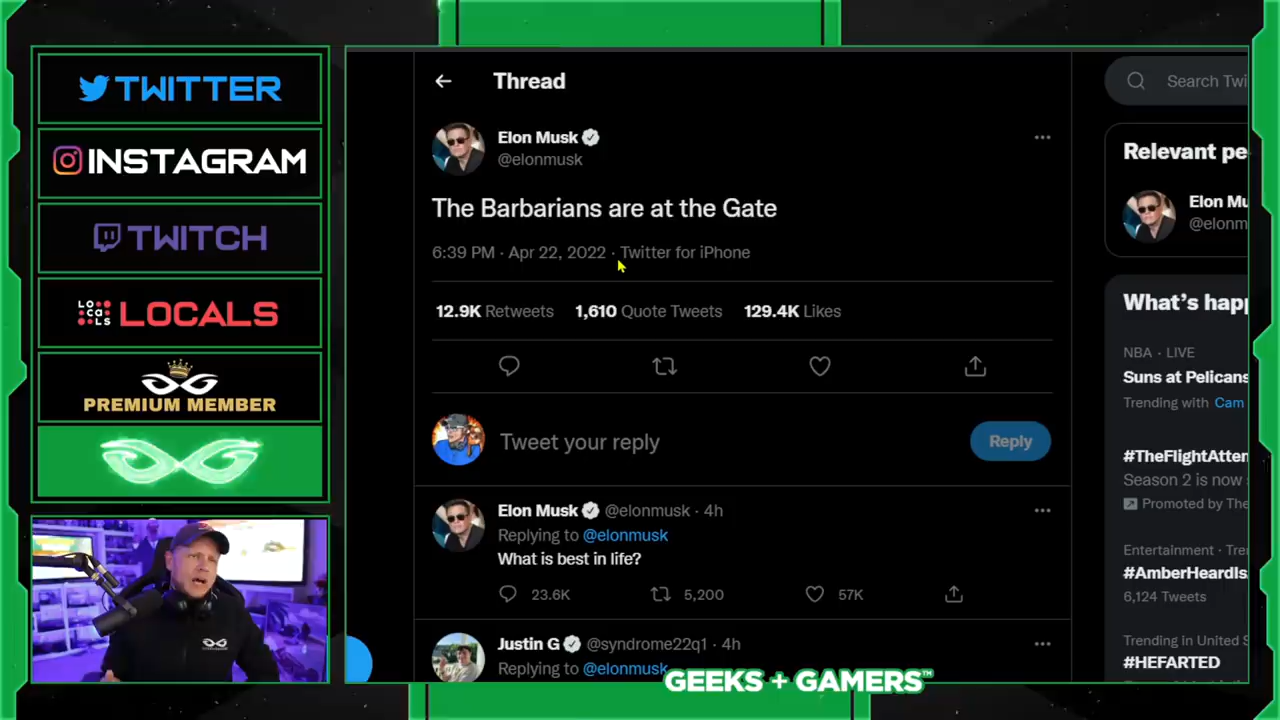 TWITTER
INSTAGRAM
TWITCH
LOCALS LOCALS
PREMIUM MEMBER
Thread
Elon Musk
@elonmusk
The Barbarians are at the Gate
6:39 PM · Apr 22, 2022 · Twitter for iPhone
12.9K Retweets 1,610 Quote Tweets 129.4K Likes
Tweet your reply
Reply
Elon Musk @elonmusk · 4h
Replying to @elonmusk
What is best in life?
23.6K 5,200 57K
Justin G @syndrome22q1 · 4h
Replying to @elonmusk
Search Twi
Relevant pe
Elon Mu
@elonm
What's happ
NBA · LIVE
Suns at Pelicans
Trending with Cam
#TheFlightAtten
Season 2 is now
Promoted by The
Entertainment · Tre
#AmberHeardIs
6,124 Tweets
Trending in United S
#HEFARTED
GEEKS + GAMERS™